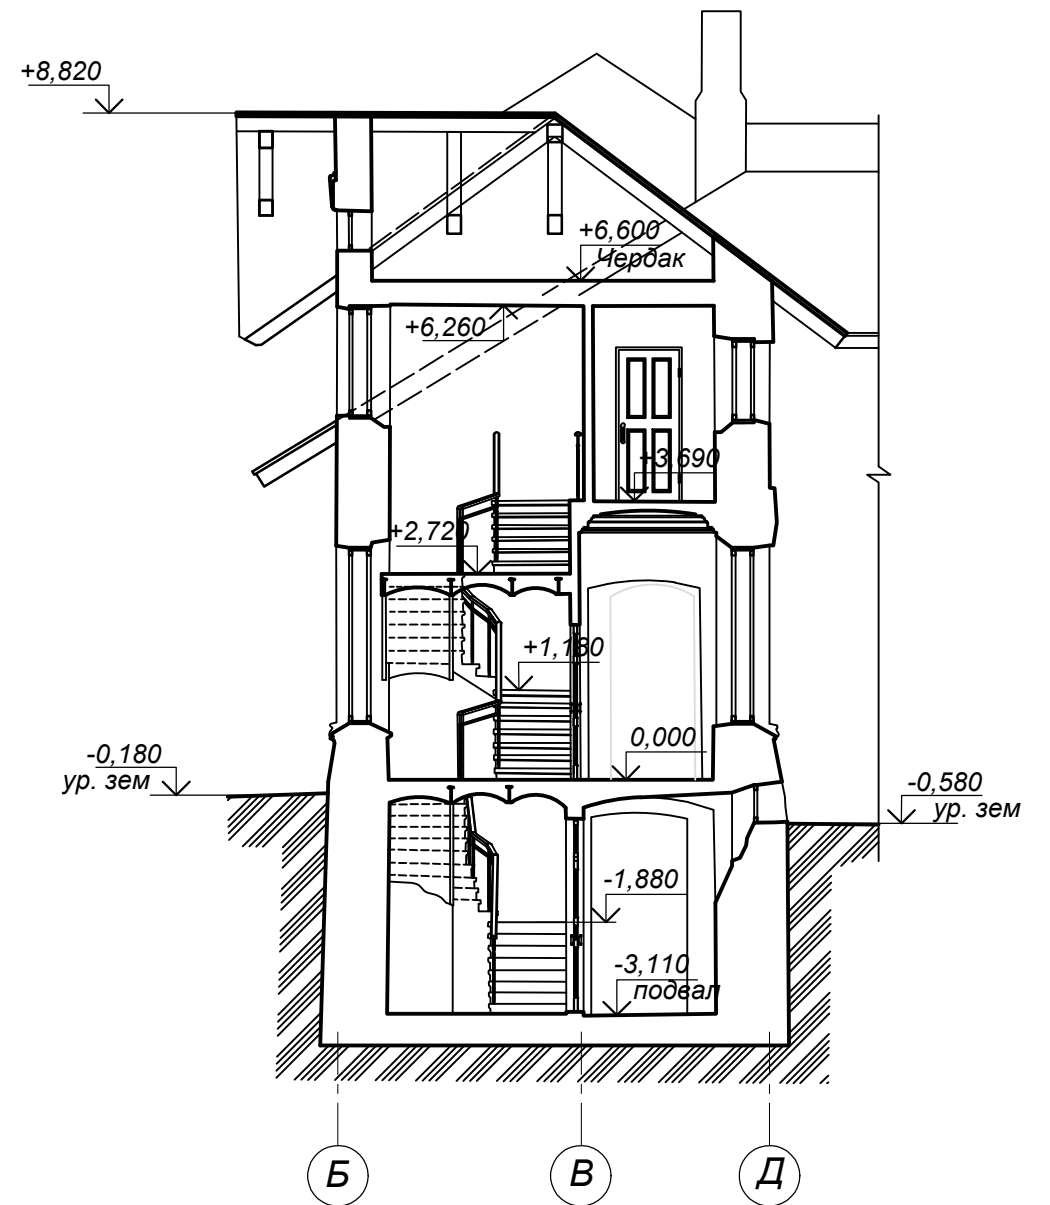 +8,820
+6,600
Чердак
+6,260
+3,690
+2,720
+1,180
0,000
-0,180
ур. зем
-0,580
ур. зем
-1,880
-3,110
подвал
Б
В
Д